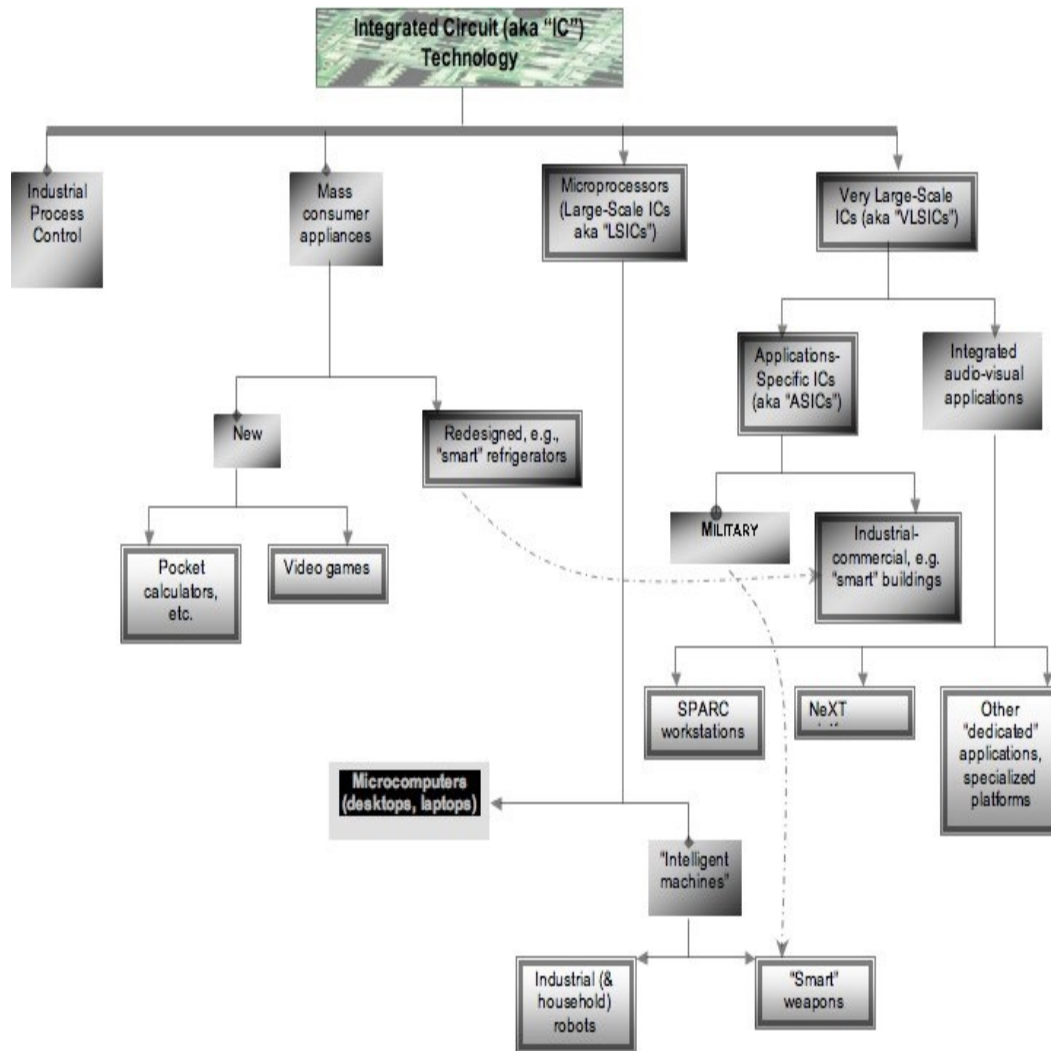 Integrated Circuit (aka “IC”)
Technology
Industrial
Process
Control
Mass
consumer
appliances
Microprocessors
(Large-Scale ICs
aka "LSICs")
Very Large-Scale
ICs (aka "VLSICs")
Applications-
Specific ICs
(aka "ASICs")
Integrated
audio-visual
applications
New
Redesigned, e.g.,
"smart" refrigerators
MILITARY
Industrial-
commercial, e.g.
"smart" buildings
Pocket
calculators,
etc.
Video games
SPARC
workstations
NeXT
Other
"dedicated"
applications,
specialized
platforms
Microcomputers
(desktops, laptops)
"Intelligent
machines"
Industrial (&
household)
robots
"Smart"
weapons